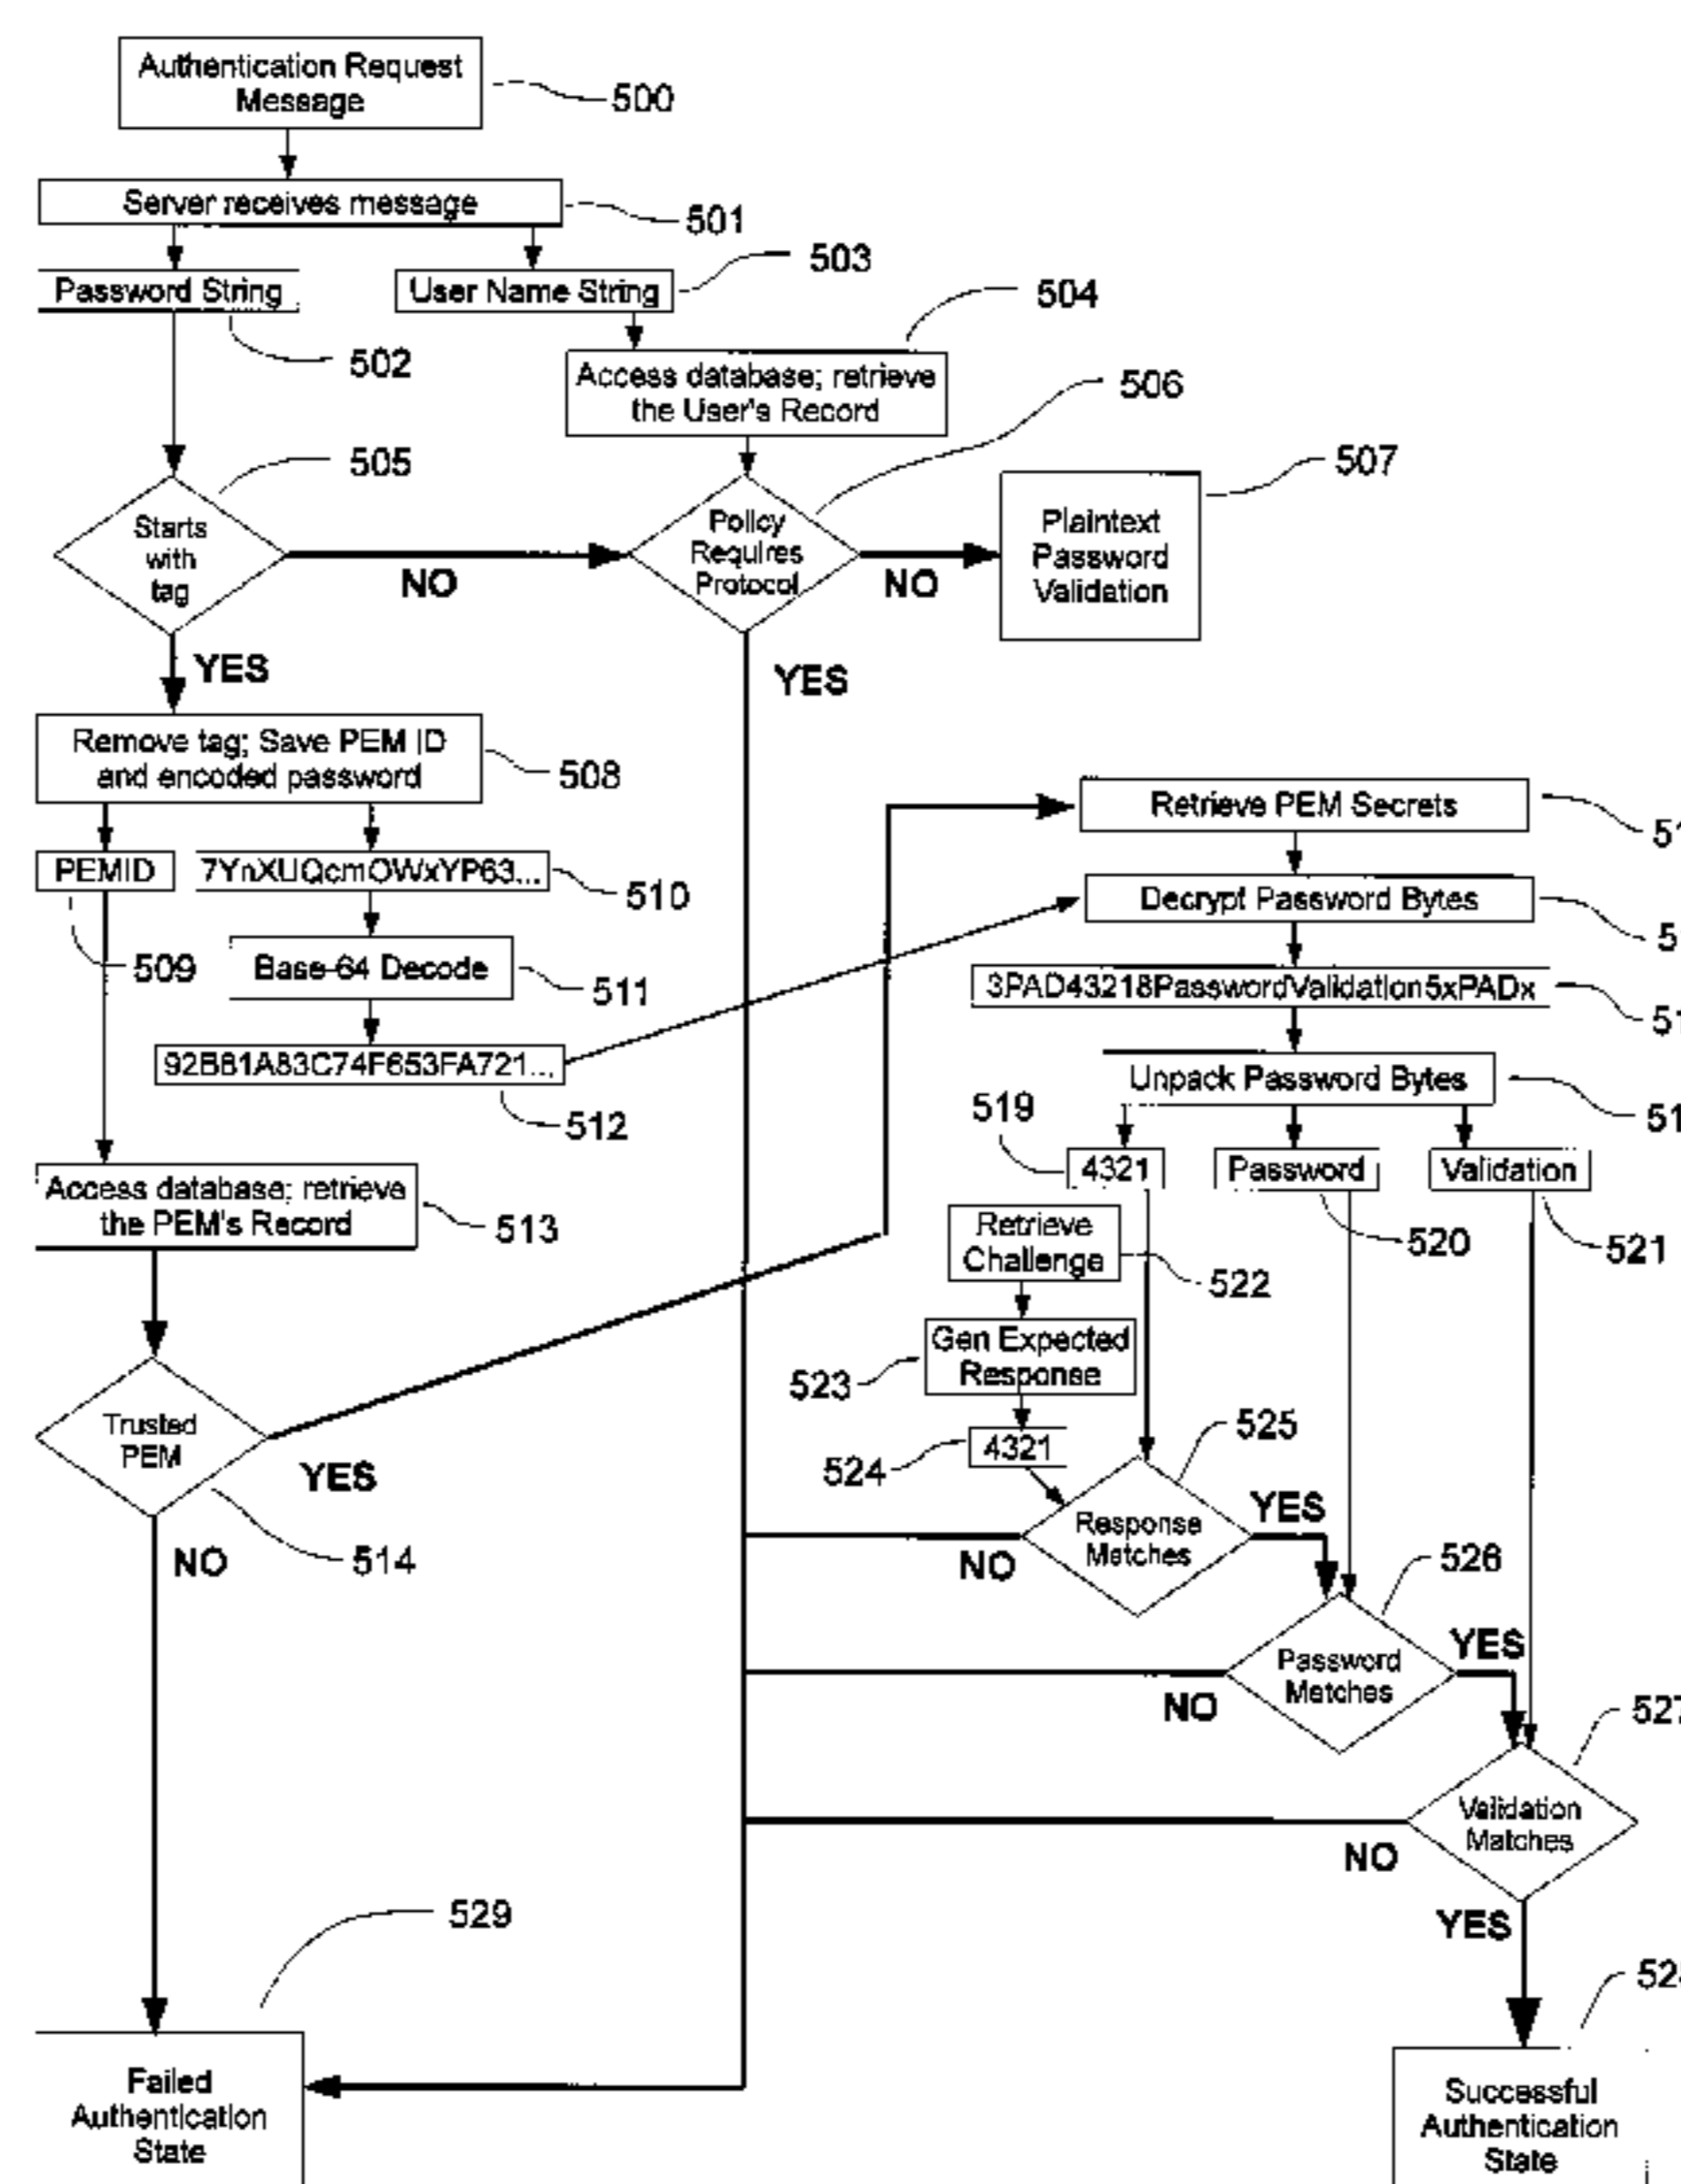 Authentication Request
Message
500
Server receives message
501
503
Password String
User Name String
504
502
Access database; retrieve
the User's Record
506
505
507
Starts
with
tag
Policy
Requires
Protocol
Plaintext
Password
Validation
NO
NO
YES
YES
Remove tag; Save PEM ID
and encoded password
508
Retrieve PEM Secrets
51
PEMID
7YnXUQcmOWxYP63...
510
Decrypt Password Bytes
51
509
Base-64 Decode
511
3PAD43218PasswordValidation5xPADx
51
92B81A83C74F653FA721...
Unpack Password Bytes
51
512
519
4321
Password
Validation
Access database; retrieve
the PEM's Record
513
Retrieve
Challenge
522
520
521
Gen Expected
Response
523
Trusted
PEM
4321
524
525
YES
YES
Response
Matches
NO
514
NO
526
Password
Matches
YES
NO
527
Validation
Matches
NO
529
YES
528
Failed
Authentication
State
Successful
Authentication
State